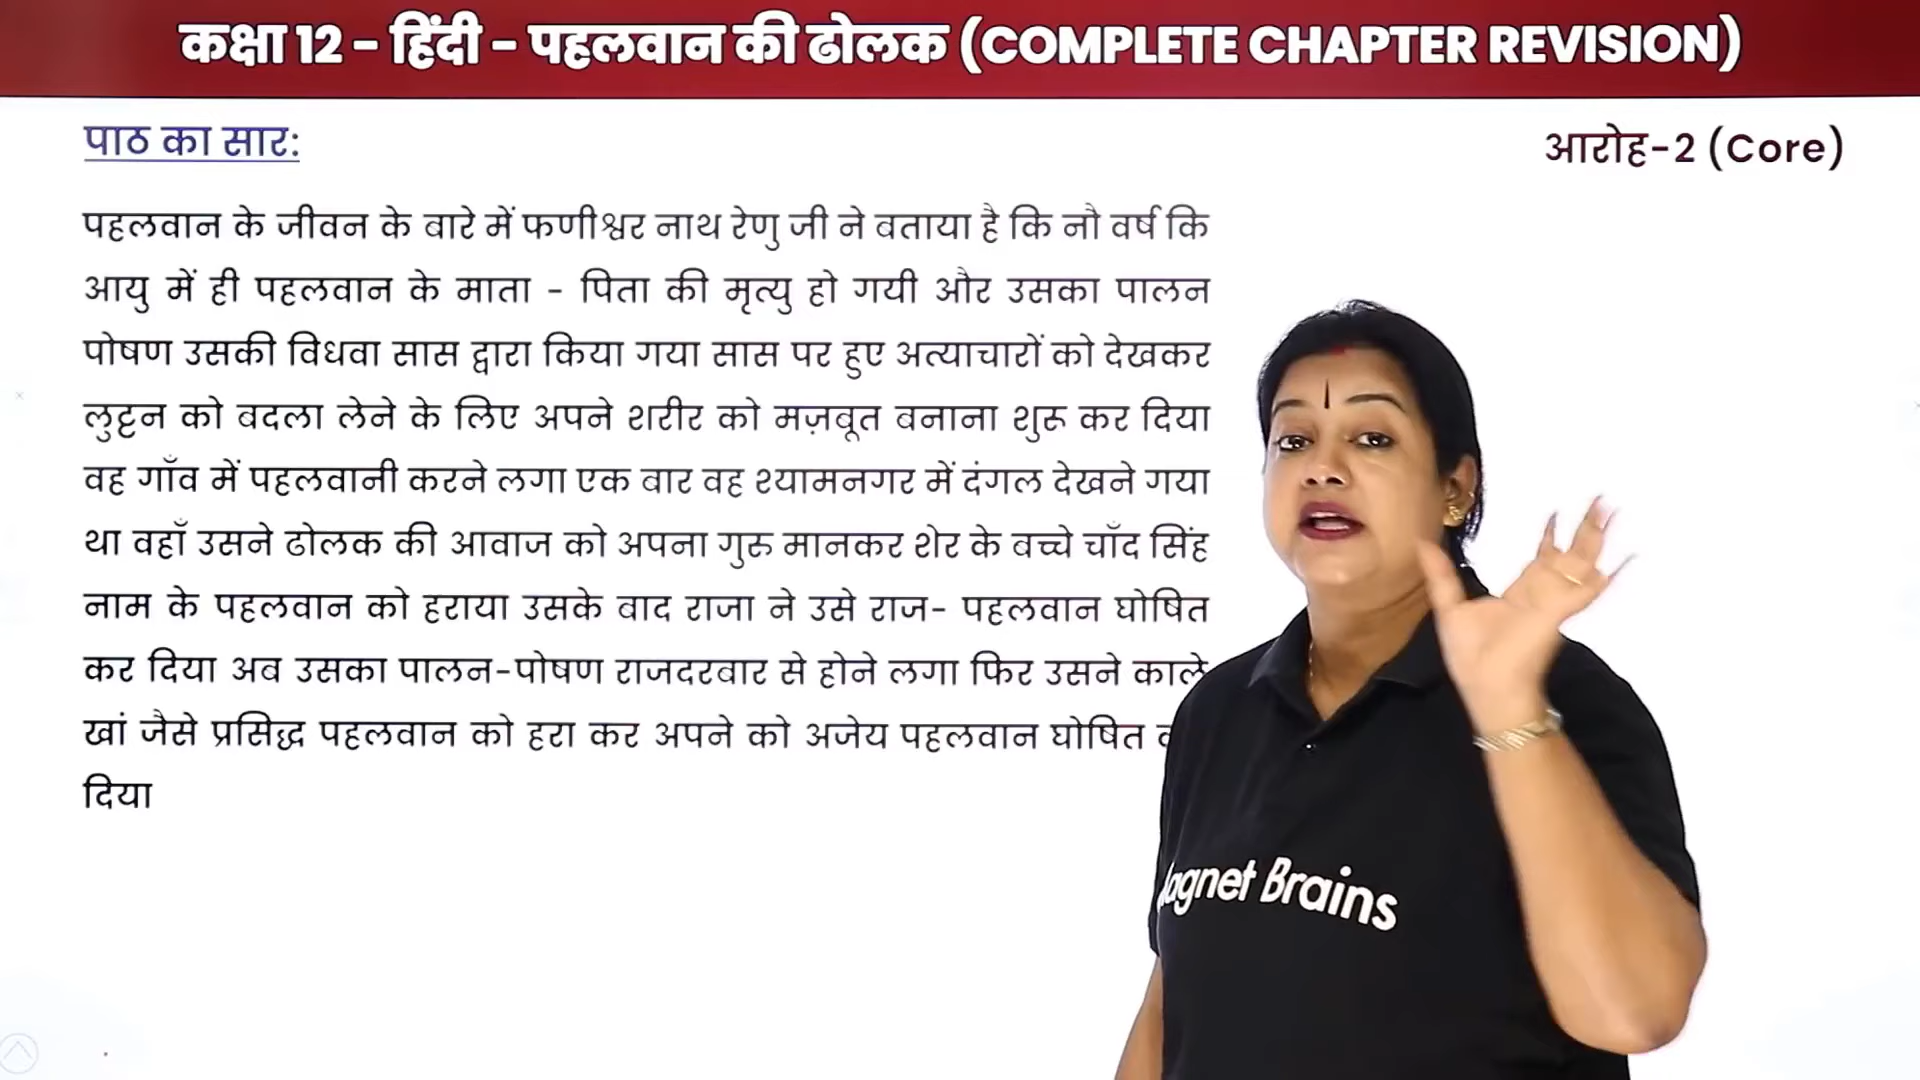 कक्षा 12 - हिंदी - पहलवान की ढोलक (COMPLETE CHAPTER REVISION)
पाठ का सार:
आरोह-2 (Core)
पहलवान के जीवन के बारे में फणीश्वर नाथ रेणु जी ने बताया है कि नौ वर्ष कि
आयु में ही पहलवान के माता - पिता की मृत्यु हो गयी और उसका पालन
पोषण उसकी विधवा सास द्वारा किया गया सास पर हुए अत्याचारों को देखकर
लुट्टन को बदला लेने के लिए अपने शरीर को मज़बूत बनाना शुरू कर दिया
वह गाँव में पहलवानी करने लगा एक बार वह श्यामनगर में दंगल देखने गया
था वहाँ उसने ढोलक की आवाज को अपना गुरु मानकर शेर के बच्चे चाँद सिंह
नाम के पहलवान को हराया उसके बाद राजा ने उसे राज- पहलवान घोषित
कर दिया अब उसका पालन-पोषण राजदरबार से होने लगा फिर उसने काले
खां जैसे प्रसिद्ध पहलवान को हरा कर अपने को अजेय पहलवान घोषित
दिया
Brains